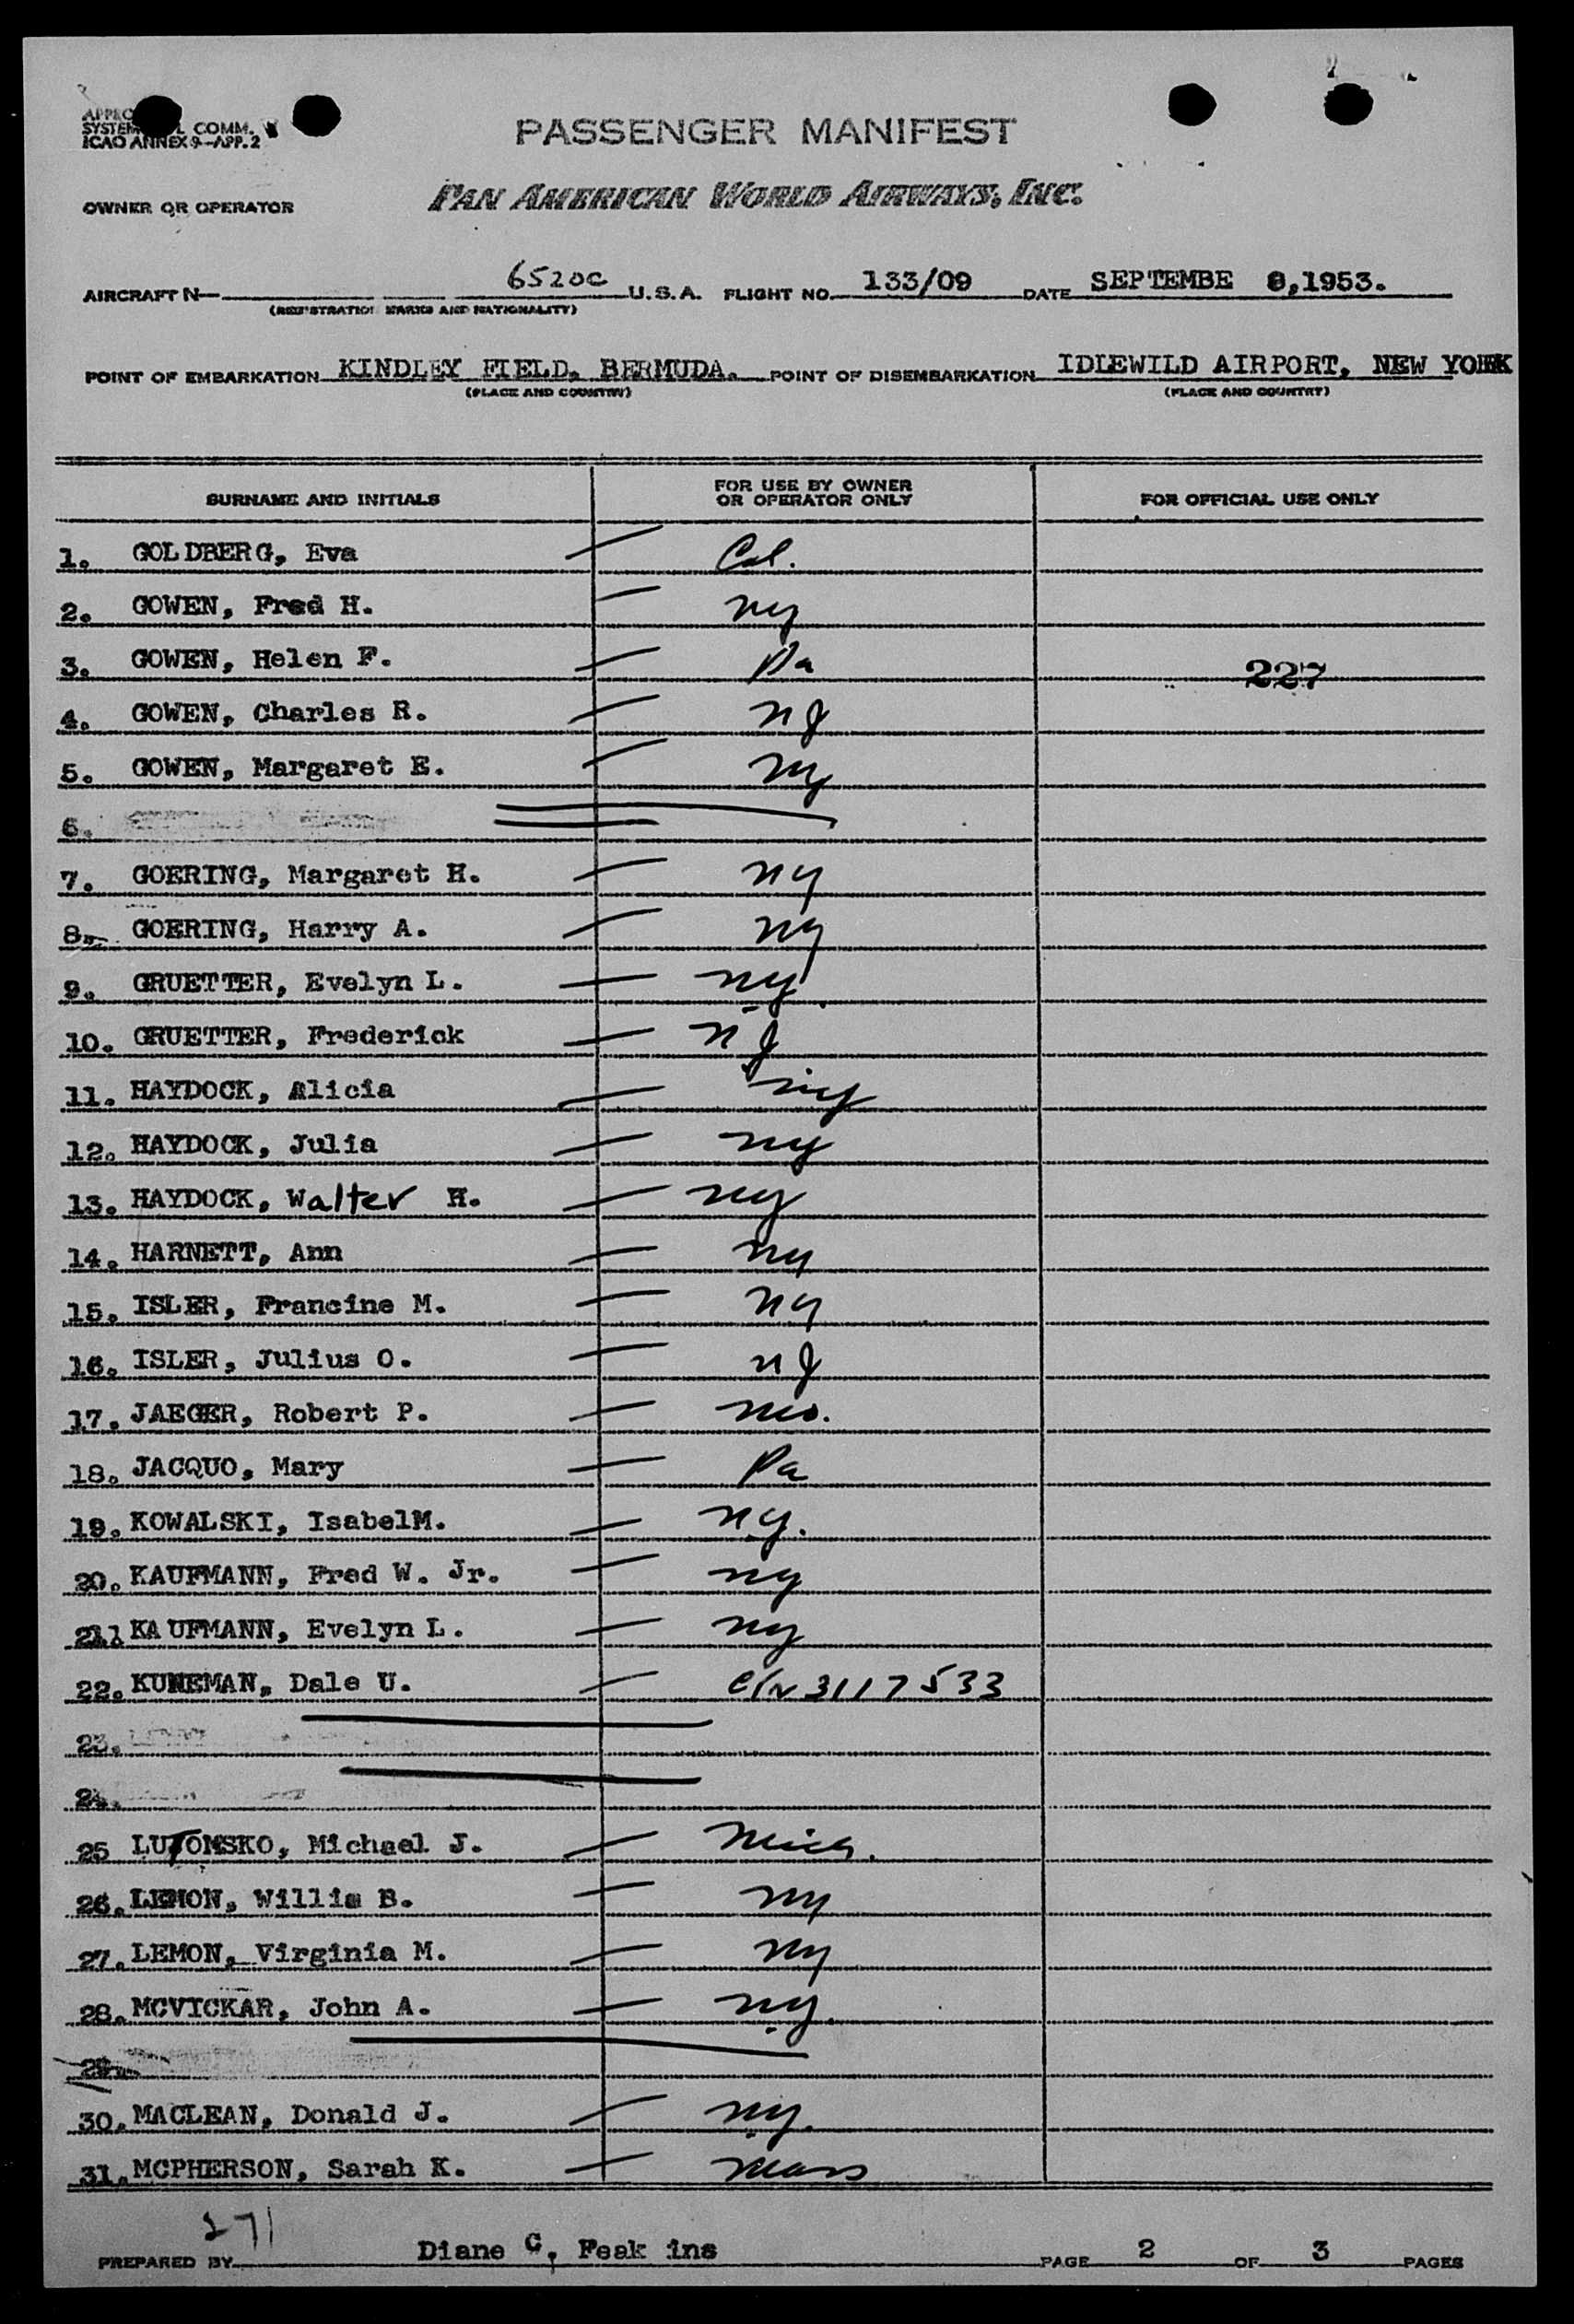 SYSTEM COMM.
ICAO ANNEX 9-APP. 2
PASSENGER MANIFEST
OWNER OR OPERATOR PAN AMERICAN WORLD AIRWAYS, INC.
AIRCRAFT N 6520C U.S.A. FLIGHT NO. 133/09 DATE SEPTEMBE 8,1953.
(REGISTRATION MARKS AND NATIONALITY)
POINT OF EMBARKATION KINDLEY FIELD, BERMUDA. POINT OF DISEMBARKATION IDLEWILD AIRPORT, NEW YORK
(PLACE AND COUNTRY) (PLACE AND COUNTRY)
SURNAME AND INITIALS FOR USE BY OWNER OR OPERATOR ONLY FOR OFFICIAL USE ONLY
1. GOLDBERG, Eva Cal.
2. GOWEN, Fred H. ny
3. GOWEN, Helen F. Pa 227
4. GOWEN, Charles R. nJ
5. GOWEN, Margaret E. ny
6.
7. GOERING, Margaret H. ny
8. GOERING, Harry A. ny
9. GRUETTER, Evelyn L. ny.
10. GRUETTER, Frederick nJ
11. HAYDOCK, Alicia ny
12. HAYDOCK, Julia ny
13. HAYDOCK, Walter H. ny
14. HARNETT, Ann ny
15. ISLER, Francine M. ny
16. ISLER, Julius O. nJ
17. JAEGER, Robert P. mo.
18. JACQUO, Mary Pa
19. KOWALSKI, IsabelM. ny.
20. KAUFMANN, Fred W. Jr. ny
21. KAUFMANN, Evelyn L. ny
22. KUNEMAN, Dale U. c/n 3117533
23.
24.
25 LUTOMSKO, Michael J. Mich.
26. LEMON, Willis B. ny
27. LEMON, Virginia M. ny
28. MCVICKAR, John A. ny.
29.
30. MACLEAN, Donald J. ny.
31. MCPHERSON, Sarah K. Mass
271
PREPARED BY Diane C, Feak ins PAGE 2 OF 3 PAGES